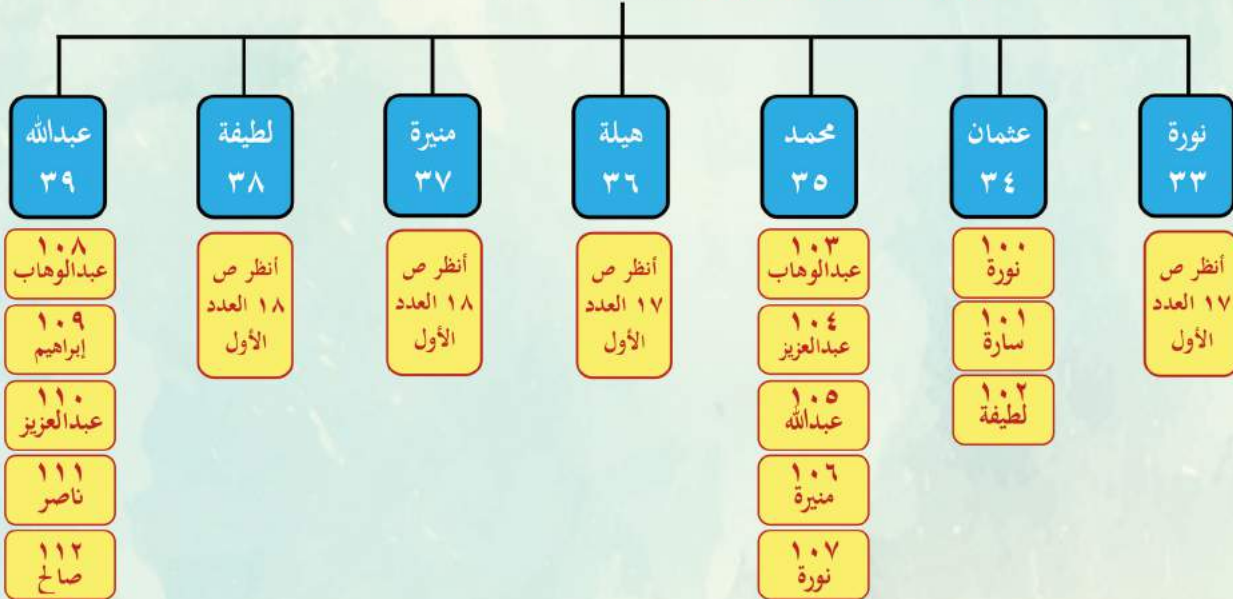 نورة
٣٣
أنظر ص
١٧ العدد
الأول
عثمان
٣٤
١٠٠
نورة
١٠١
سارة
١٠٢
لطيفة
محمد
٣٥
١٠٣
عبدالوهاب
١٠٤
عبدالعزيز
١٠٥
عبدالله
١٠٦
منيرة
١٠٧
نورة
هيلة
٣٦
أنظر ص
١٧ العدد
الأول
منيرة
٣٧
أنظر ص
١٨ العدد
الأول
لطيفة
٣٨
أنظر ص
١٨ العدد
الأول
عبدالله
٣٩
١٠٨
عبدالوهاب
١٠٩
إبراهيم
١١٠
عبدالعزيز
١١١
ناصر
١١٢
صالح